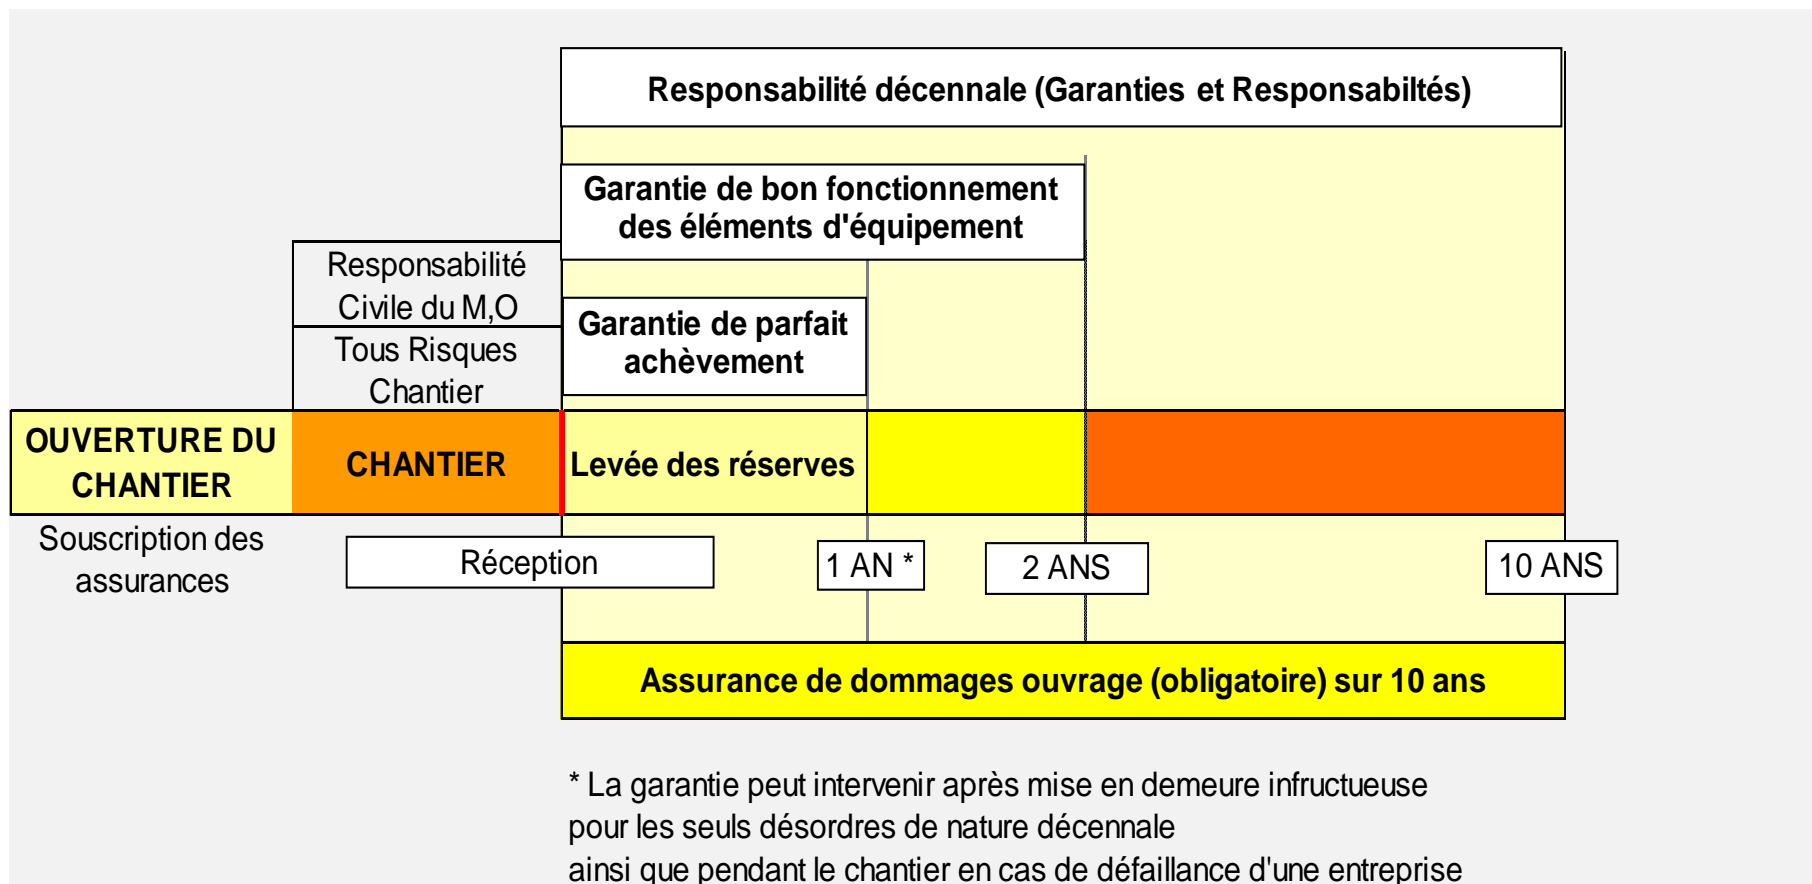 Responsabilité décennale (Garanties et Responsabiltés)
Garantie de bon fonctionnement
des éléments d'équipement
Responsabilité
Civile du M,O
Garantie de parfait
achèvement
Tous Risques
Chantier
OUVERTURE DU
CHANTIER
CHANTIER
Levée des réserves
Souscription des
assurances
Réception
1 AN *
2 ANS
10 ANS
Assurance de dommages ouvrage (obligatoire) sur 10 ans
* La garantie peut intervenir après mise en demeure infructueuse
pour les seuls désordres de nature décennale
ainsi que pendant le chantier en cas de défaillance d'une entreprise